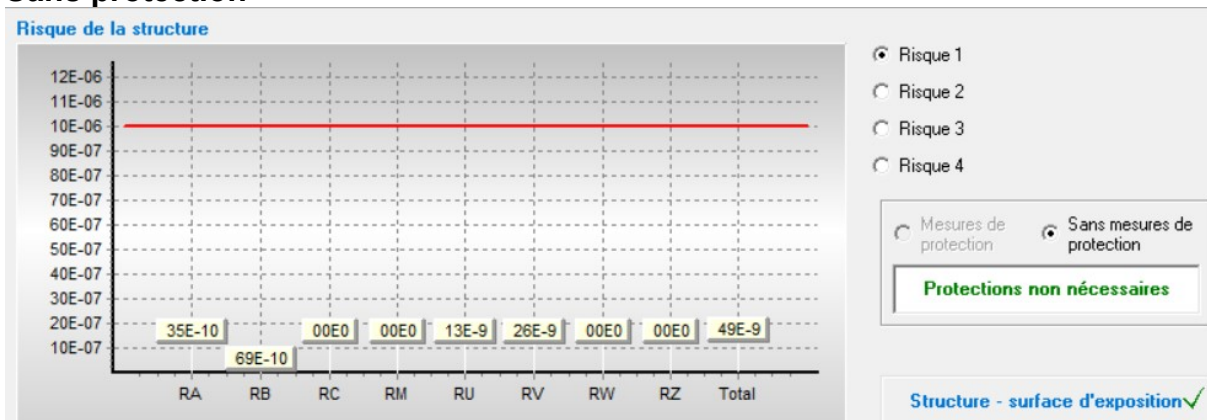 Sans protection
Risque de la structure
12E-06
11E-06
10E-06
90E-07
80E-07
70E-07
60E-07
50E-07
40E-07
30E-07
20E-07
10E-07
35E-10
69E-10
00E0
00E0
13E-9
26E-9
00E0
00E0
49E-9
RA RB RC RM RU RV RW RZ Total
Risque 1
Risque 2
Risque 3
Risque 4
Mesures de protection
Sans mesures de protection
Protections non nécessaires
Structure - surface d'exposition